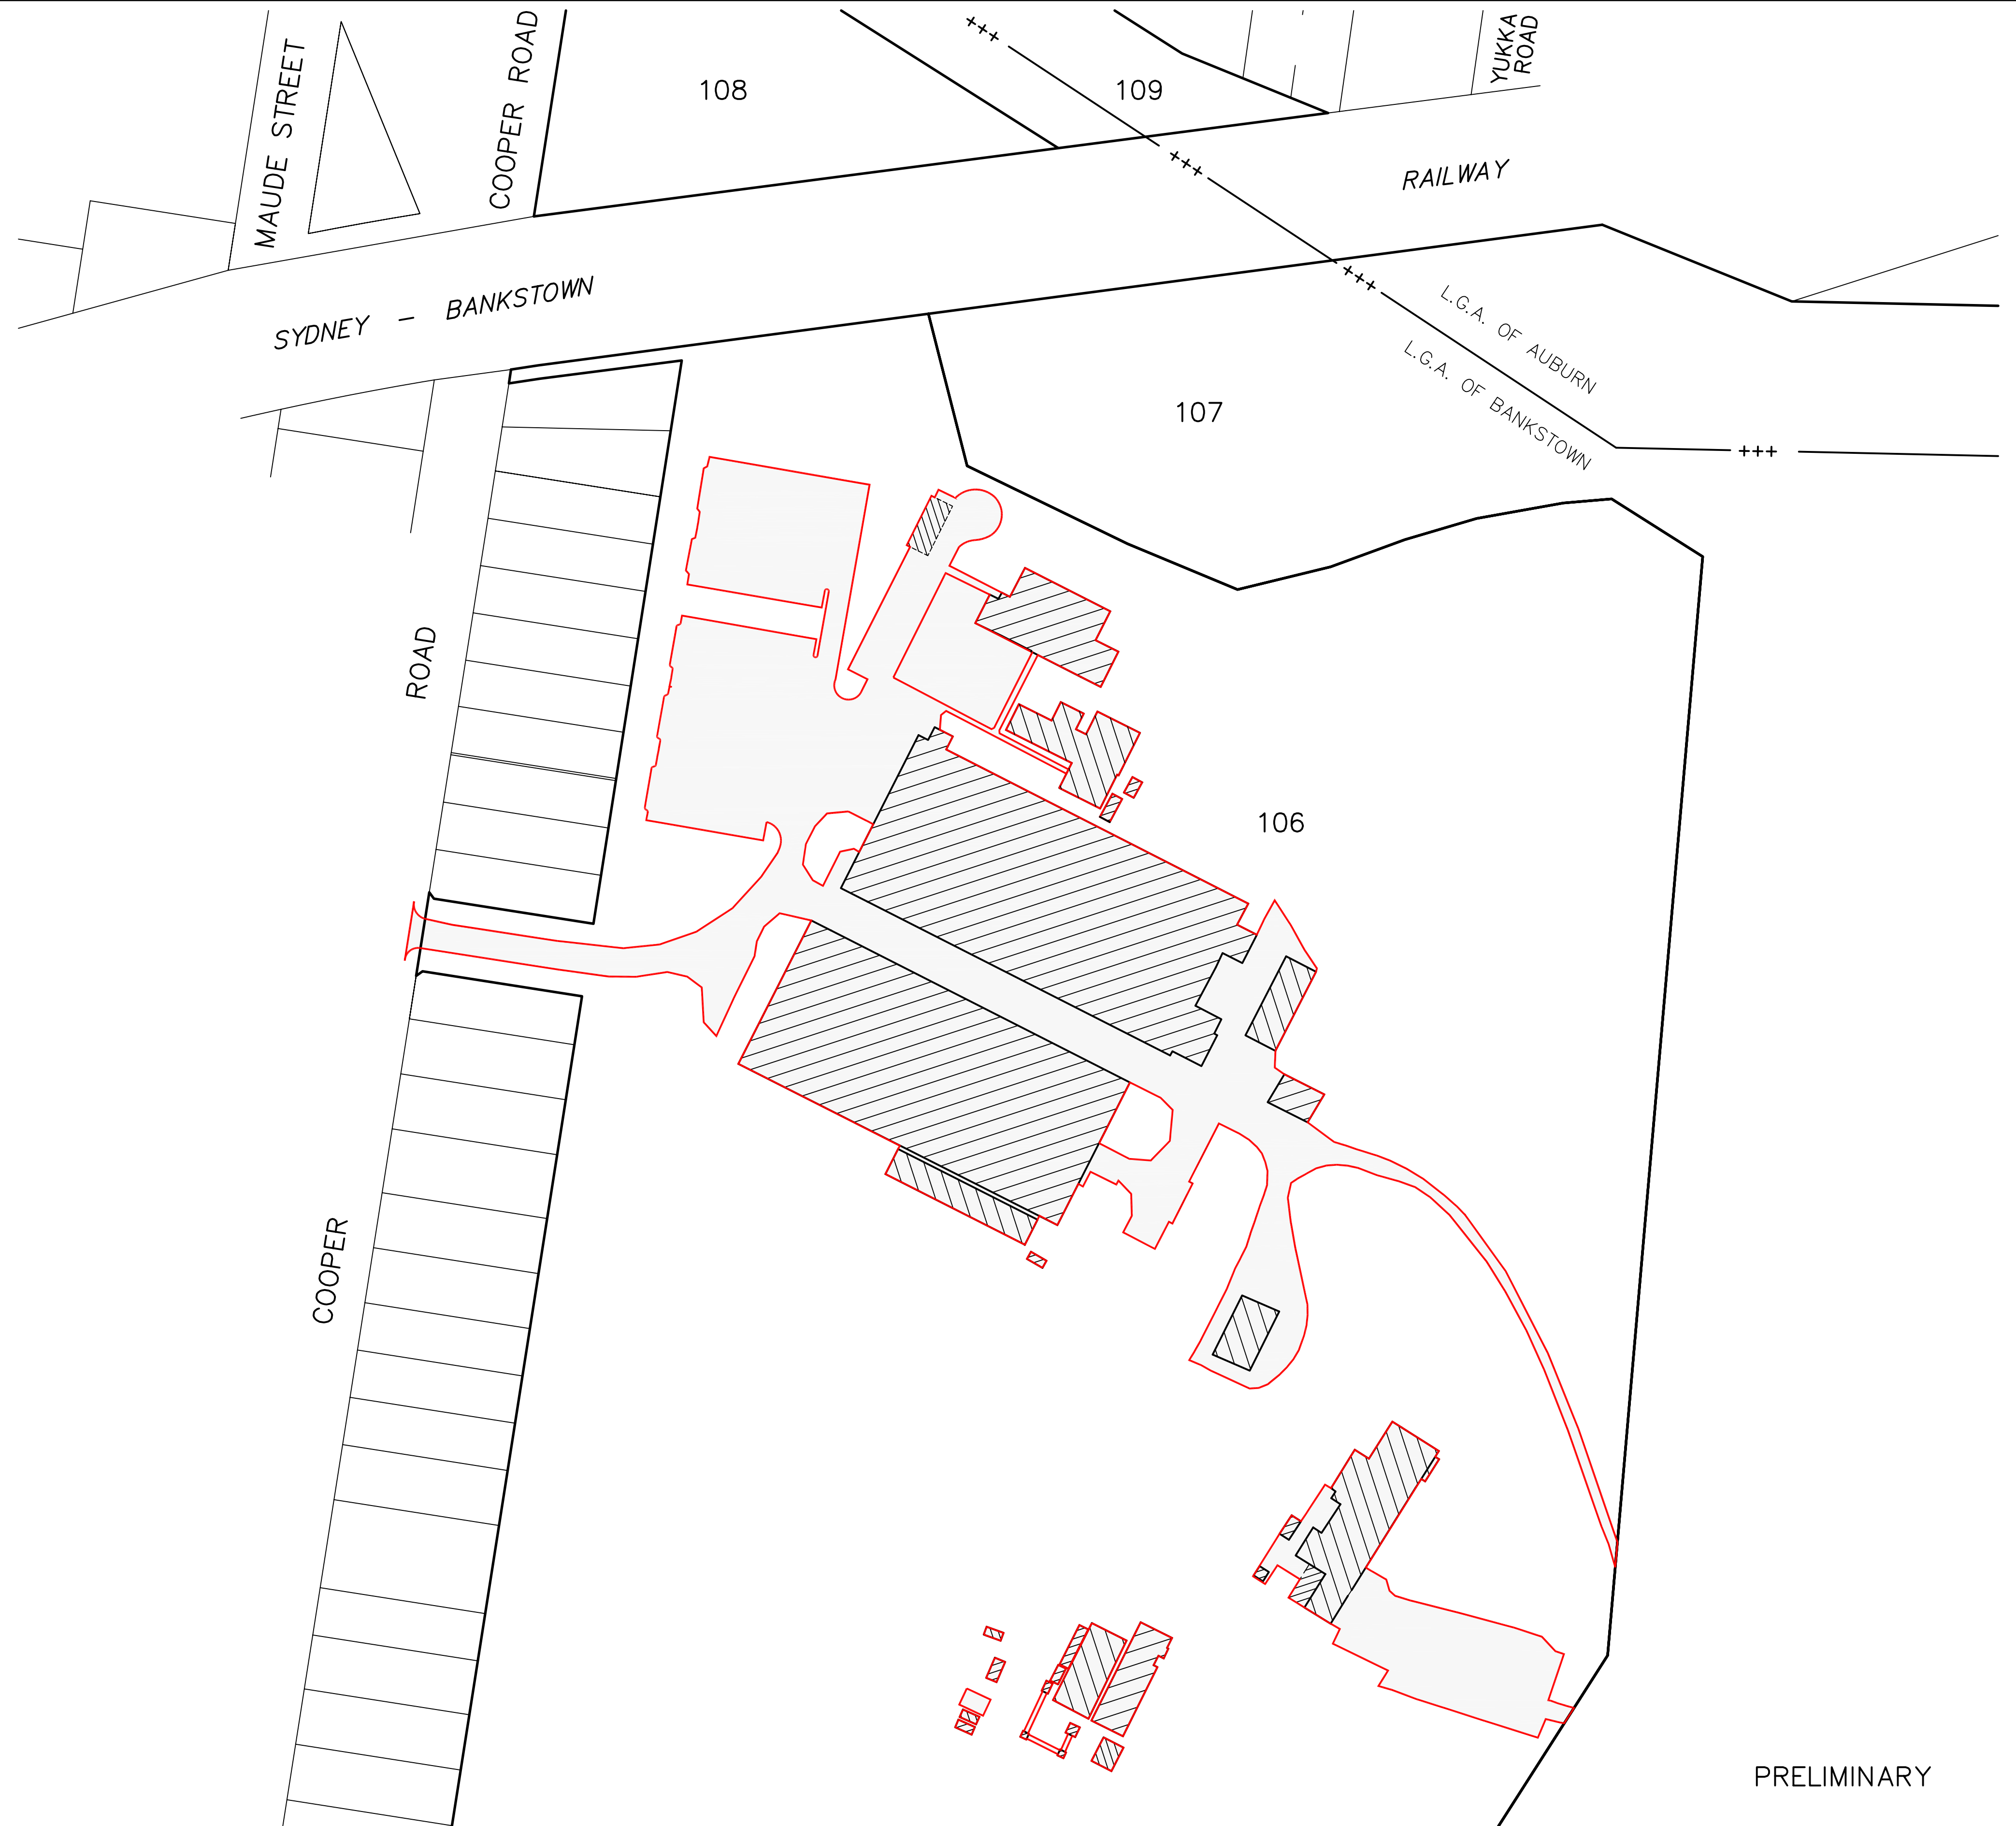 MAUDE STREET
COOPER ROAD
108
109
YUKKA
ROAD
RAILWAY
SYDNEY – BANKSTOWN
L.G.A. OF AUBURN
L.G.A. OF BANKSTOWN
107
ROAD
106
COOPER
PRELIMINARY